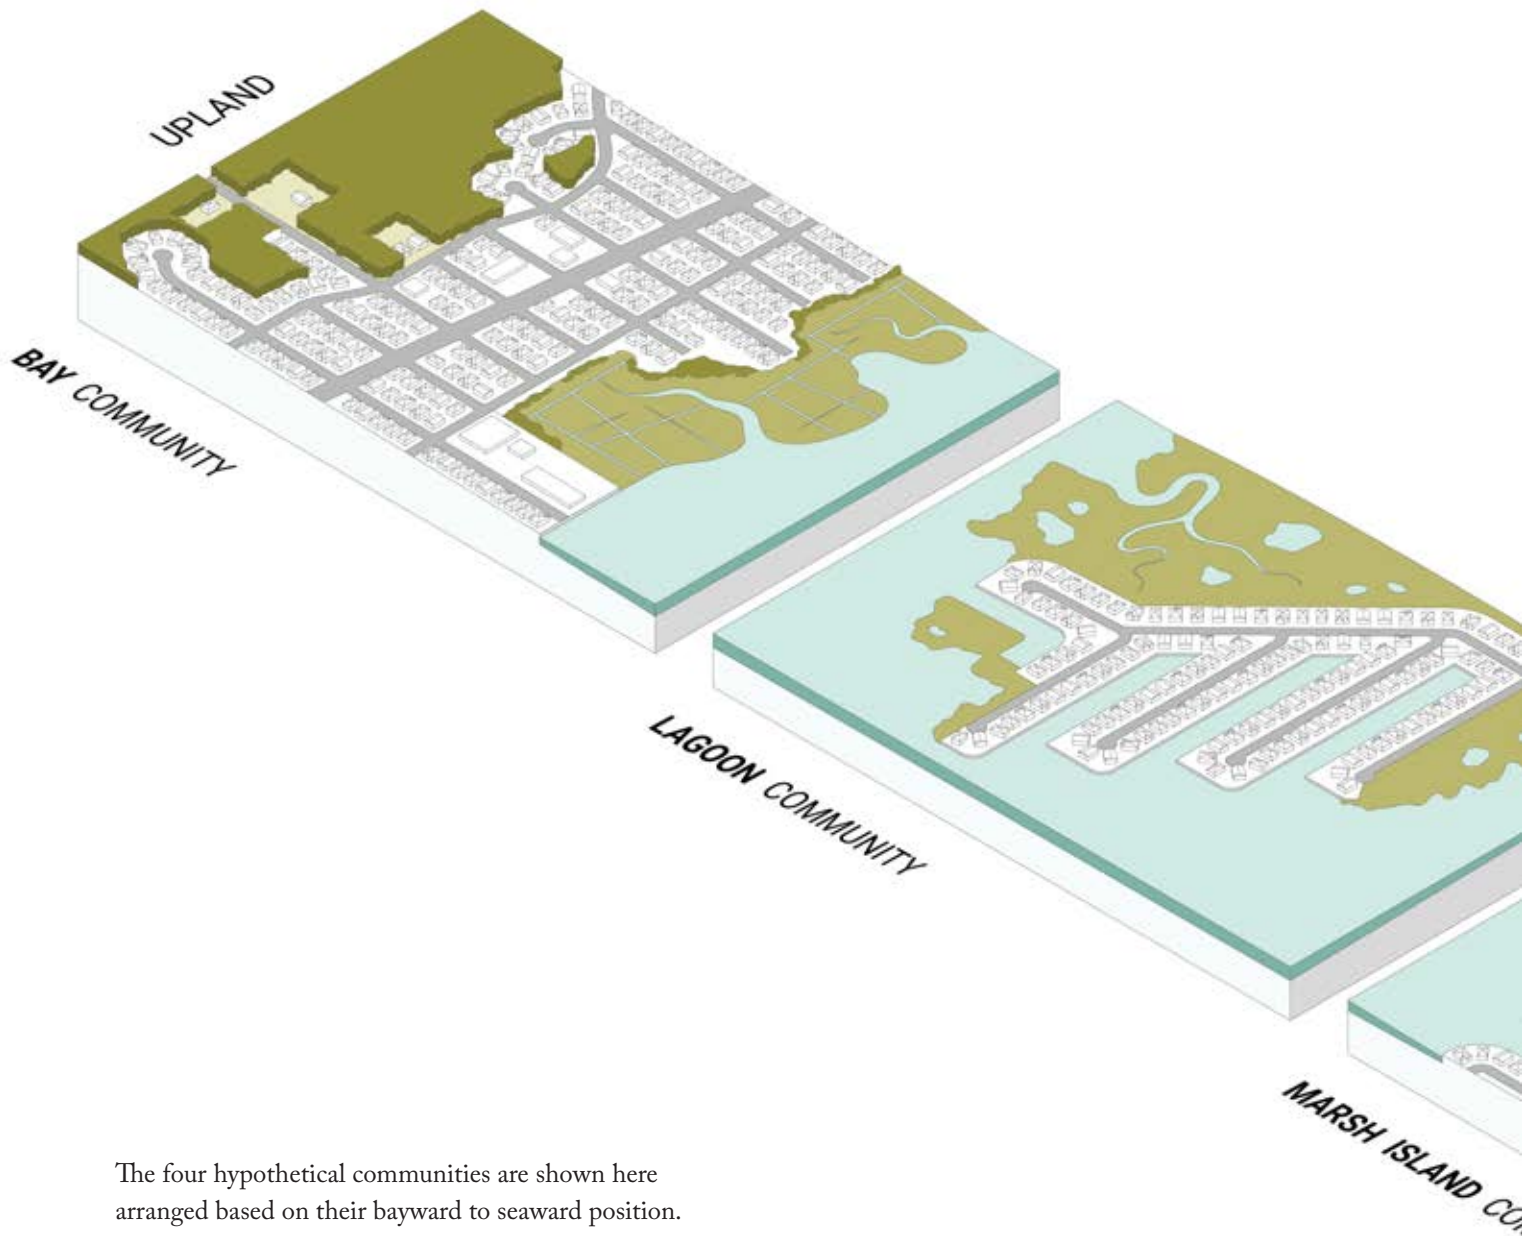 UPLAND
BAY COMMUNITY
LAGOON COMMUNITY
MARSH ISLAND
The four hypothetical communities are shown here
arranged based on their bayward to seaward position.